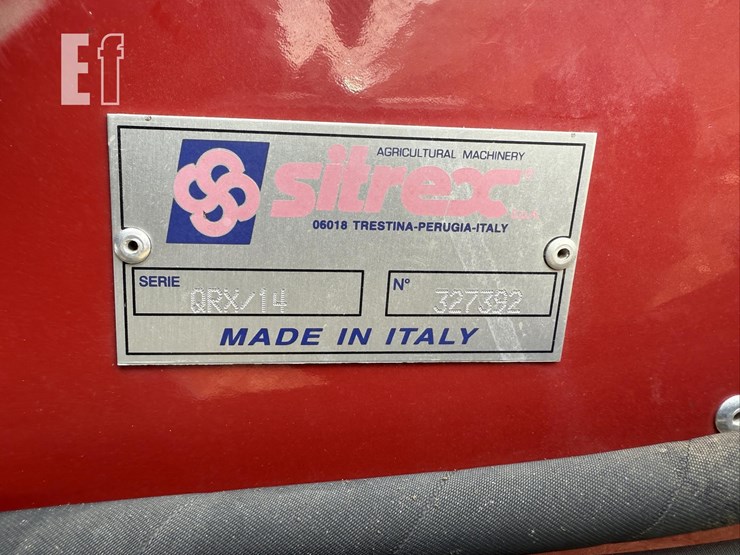 Ef
AGRICULTURAL MACHINERY
sitrex
06018 TRESTINA-PERUGIA-ITALY
SERIE QRX/14 N° 327392
MADE IN ITALY